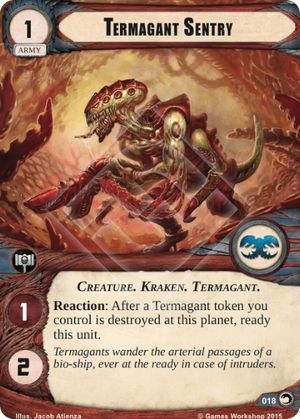 1
TERMAGANT SENTRY
ARMY
CREATURE. KRAKEN. TERMAGANT.
1
Reaction: After a Termagant token you
control is destroyed at this planet, ready
this unit.
2
Termagants wander the arterial passages of a
bio-ship, ever at the ready in case of intruders.
018
Illus. Jacob Atienza
© Games Workshop 2015